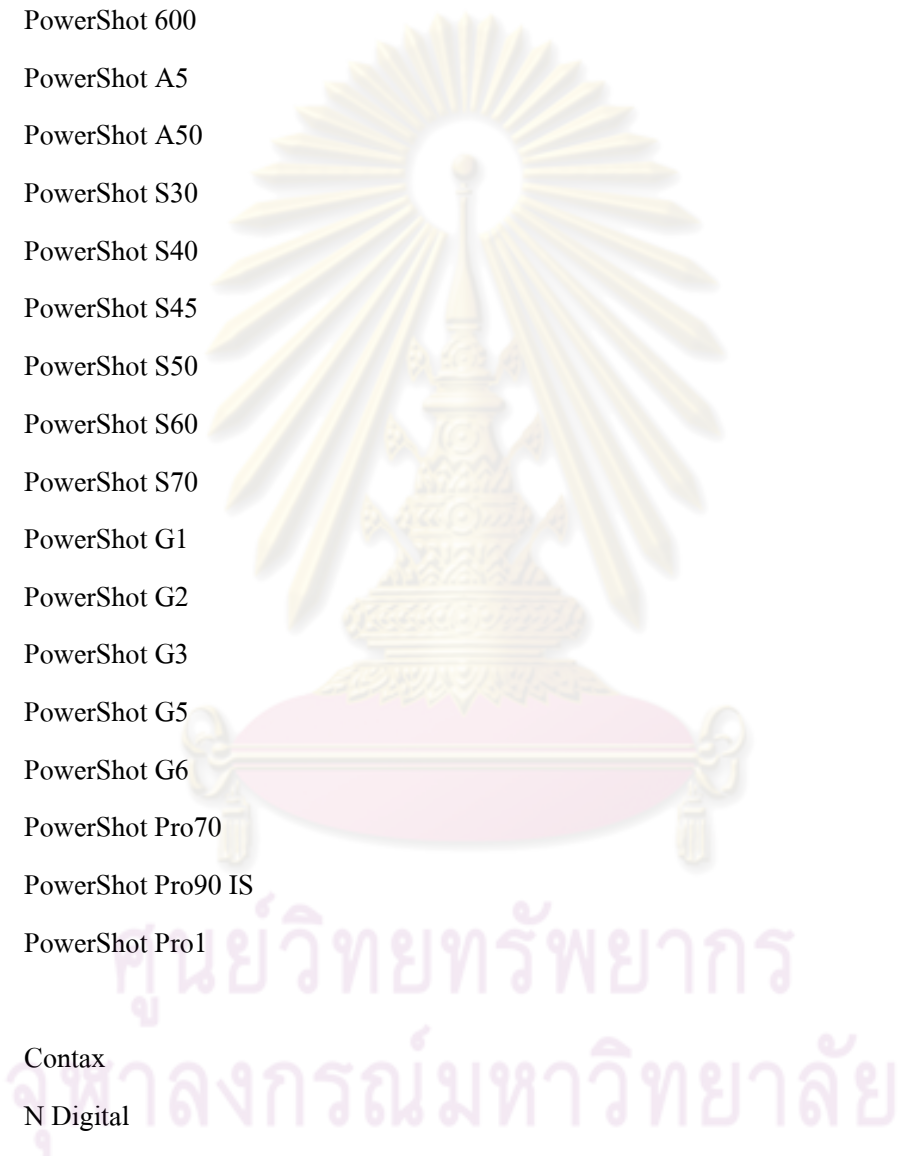 PowerShot 600
PowerShot A5
PowerShot A50
PowerShot S30
PowerShot S40
PowerShot S45
PowerShot S50
PowerShot S60
PowerShot S70
PowerShot G1
PowerShot G2
PowerShot G3
PowerShot G5
PowerShot G6
PowerShot Pro70
PowerShot Pro90 IS
PowerShot Pro1
ศูนย์วิทยทรัพยากร
Contax
จุฬาลงกรณ์มหาวิทยาลัย
N Digital